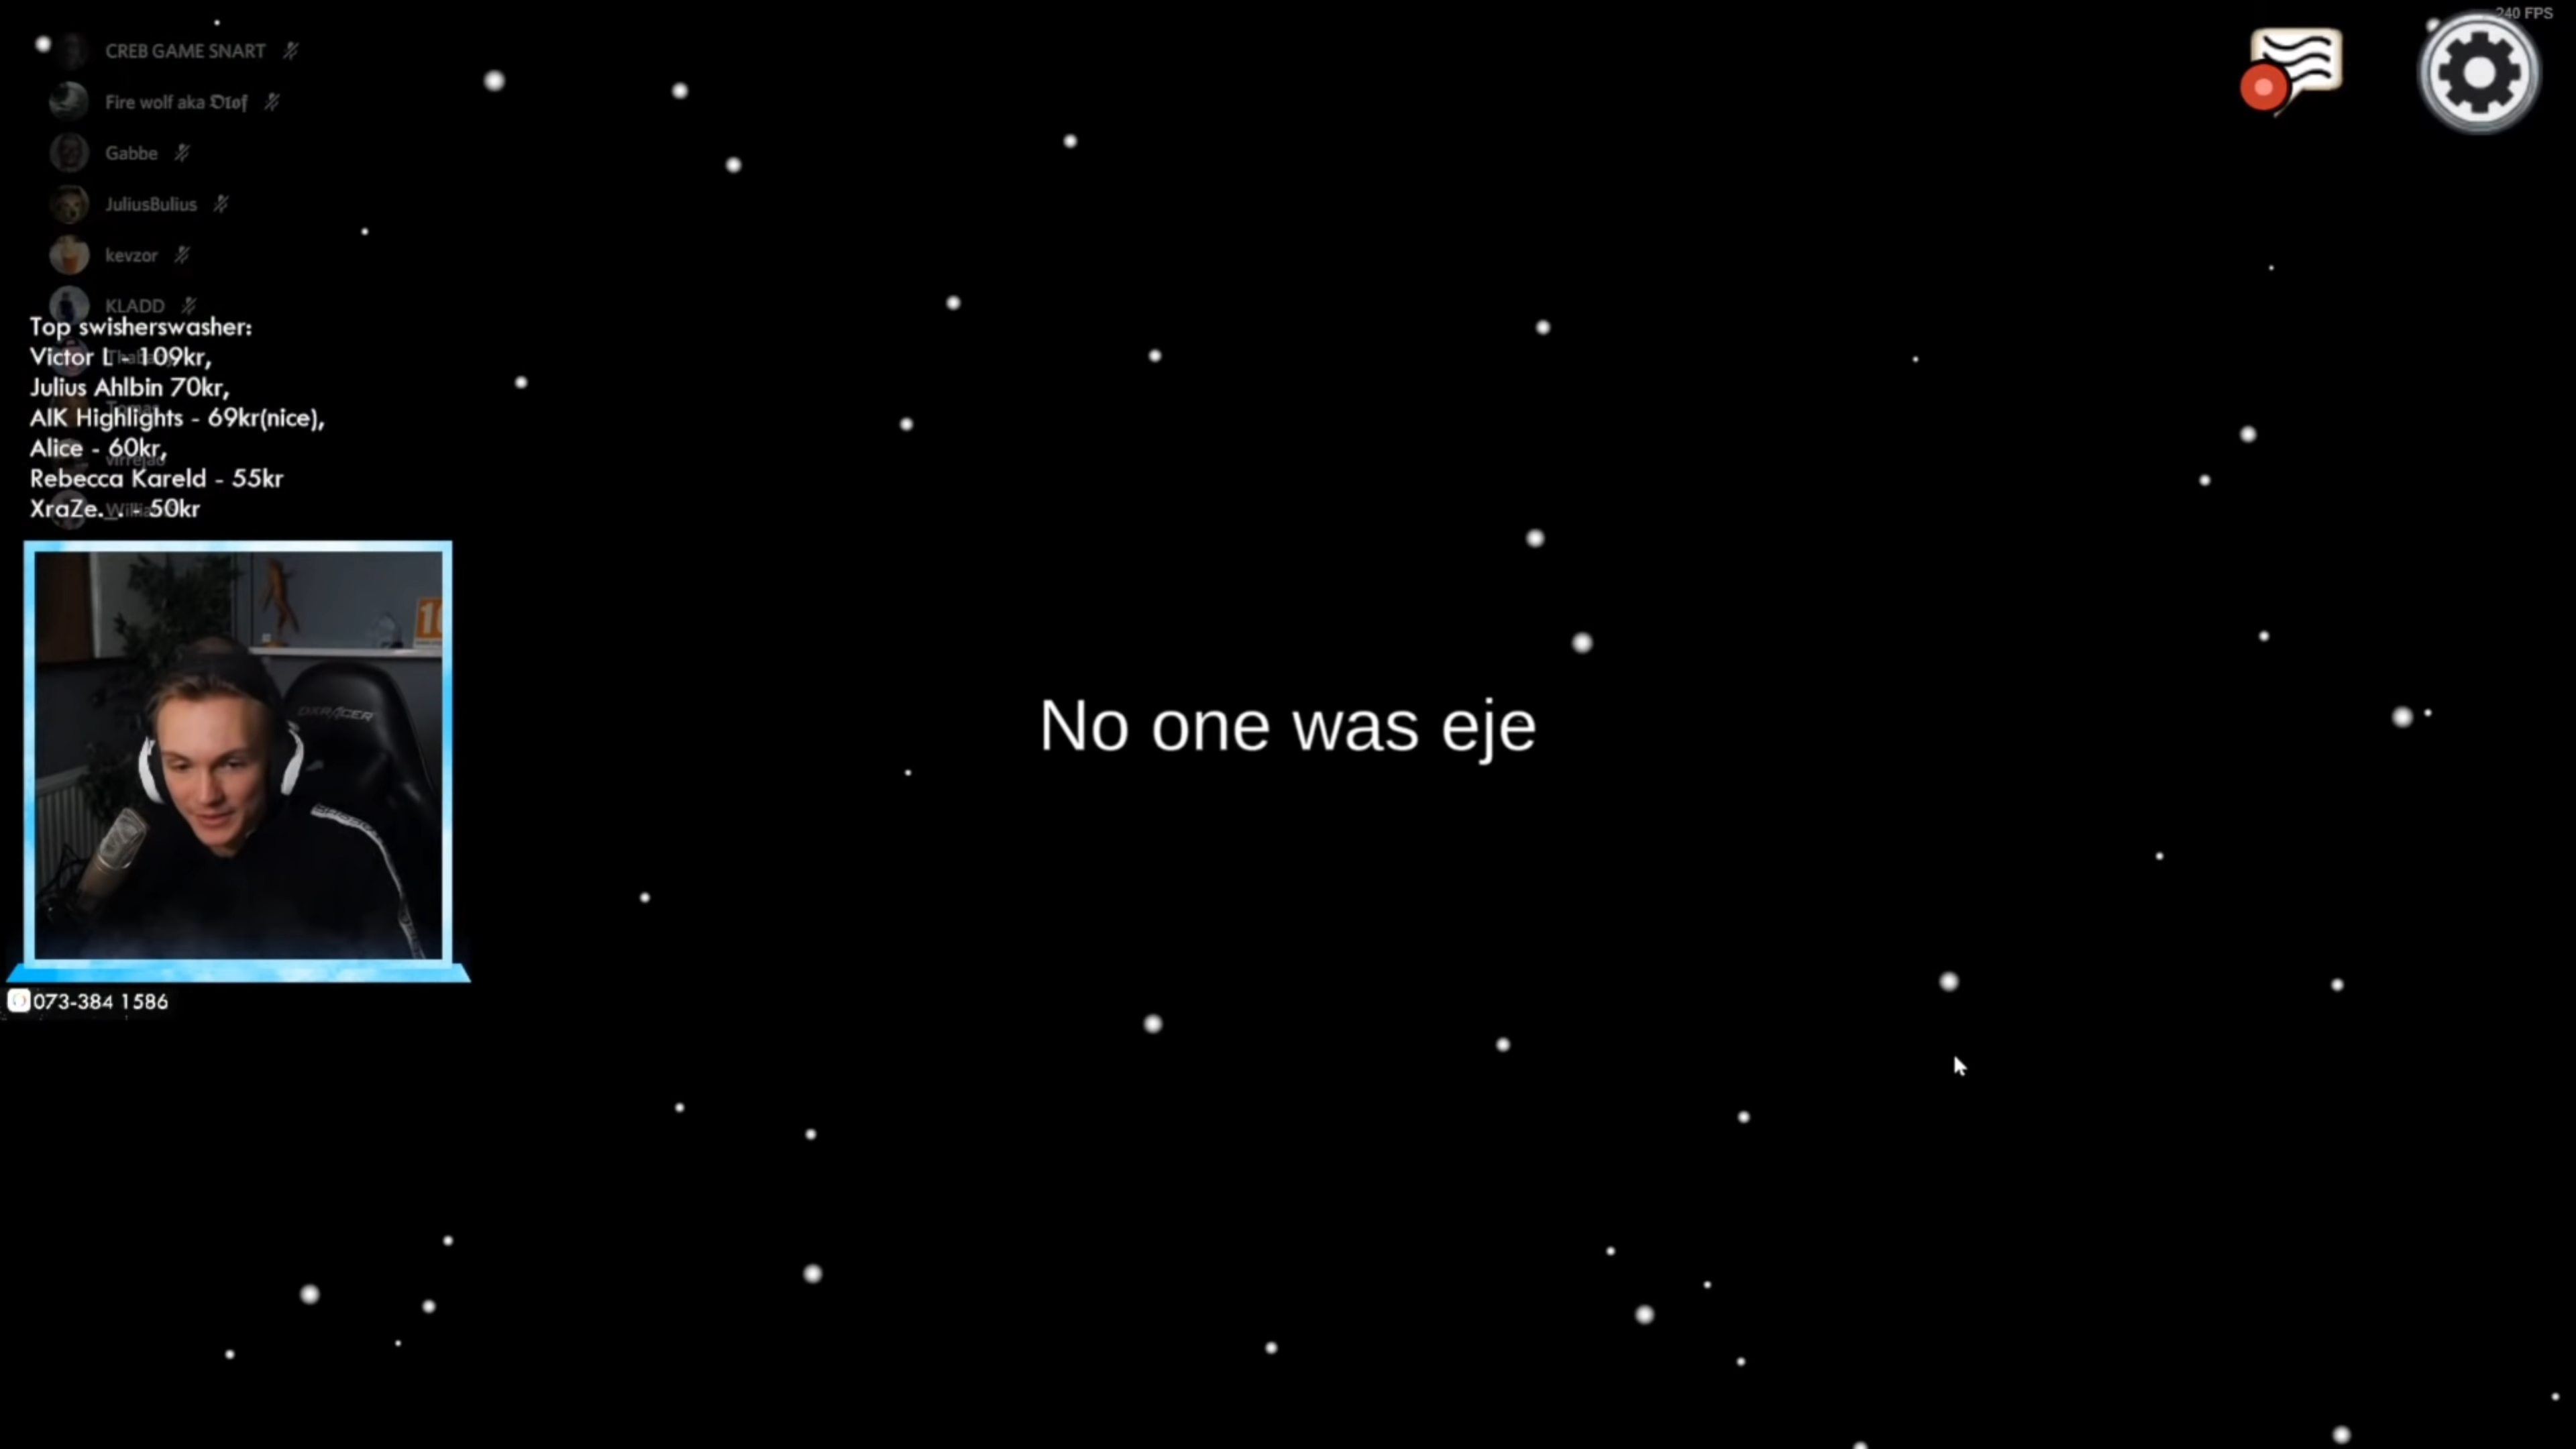 240 FPS
CREB GAME SNART
Fire wolf aka 𝕺𝖑𝖔𝖋
Gabbe
JuliusBulius
kevzor
KLADD
Top swisherswasher:
Victor L - 109kr,
Julius Ahlbin 70kr,
AIK Highlights - 69kr(nice),
Alice - 60kr,
virrejao
Rebecca Kareld - 55kr
XraZe._. - 50kr
No one was eje
DXRACER
073-384 1586